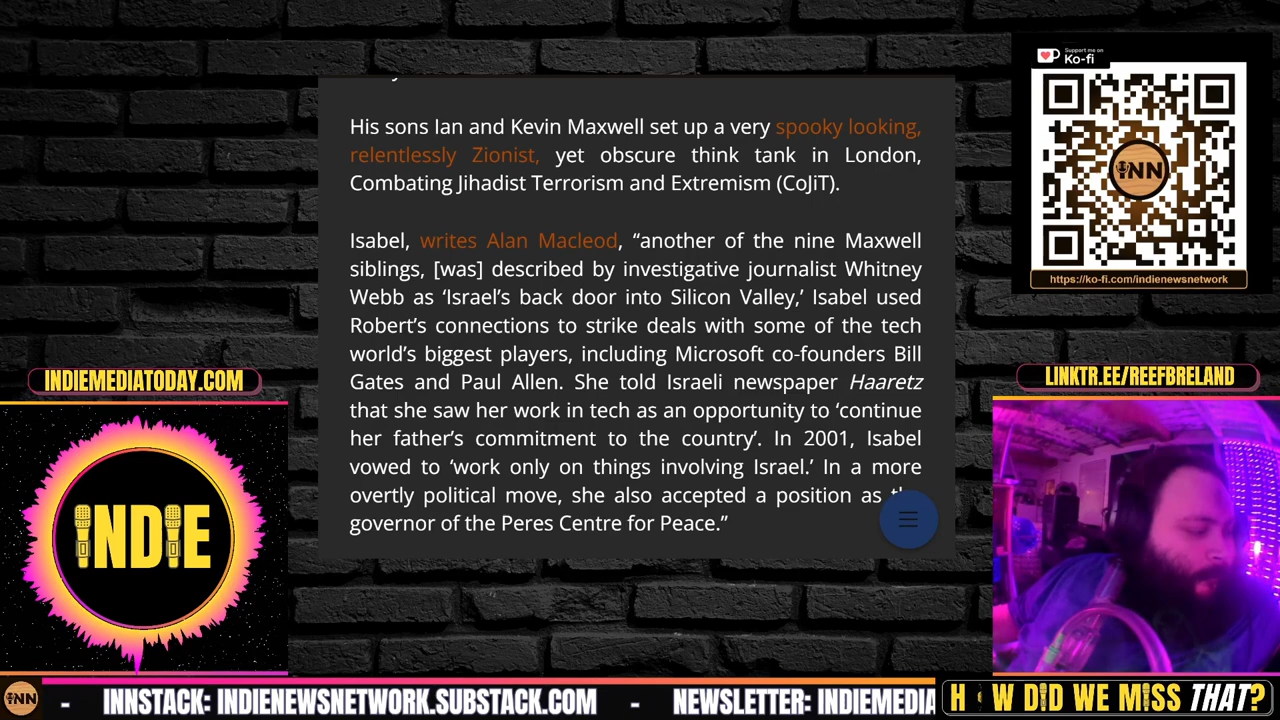 His sons Ian and Kevin Maxwell set up a very spooky looking,
relentlessly Zionist, yet obscure think tank in London,
Combating Jihadist Terrorism and Extremism (CoJiT).
Isabel, writes Alan Macleod, “another of the nine Maxwell
siblings, [was] described by investigative journalist Whitney
Webb as ‘Israel’s back door into Silicon Valley,’ Isabel used
Robert’s connections to strike deals with some of the tech
world’s biggest players, including Microsoft co-founders Bill
Gates and Paul Allen. She told Israeli newspaper Haaretz
that she saw her work in tech as an opportunity to ‘continue
her father’s commitment to the country’. In 2001, Isabel
vowed to ‘work only on things involving Israel.’ In a more
overtly political move, she also accepted a position as the
governor of the Peres Centre for Peace.”
Support me on
Ko-fi
INN
https://ko-fi.com/indienewsnetwork
INDIEMEDIATODAY.COM
LINKTR.EE/REEFBRELAND
INDIE
INN - INNSTACK: INDIENEWSNETWORK.SUBSTACK.COM - NEWSLETTER: INDIEMEDIA
HOW DID WE MISS THAT?